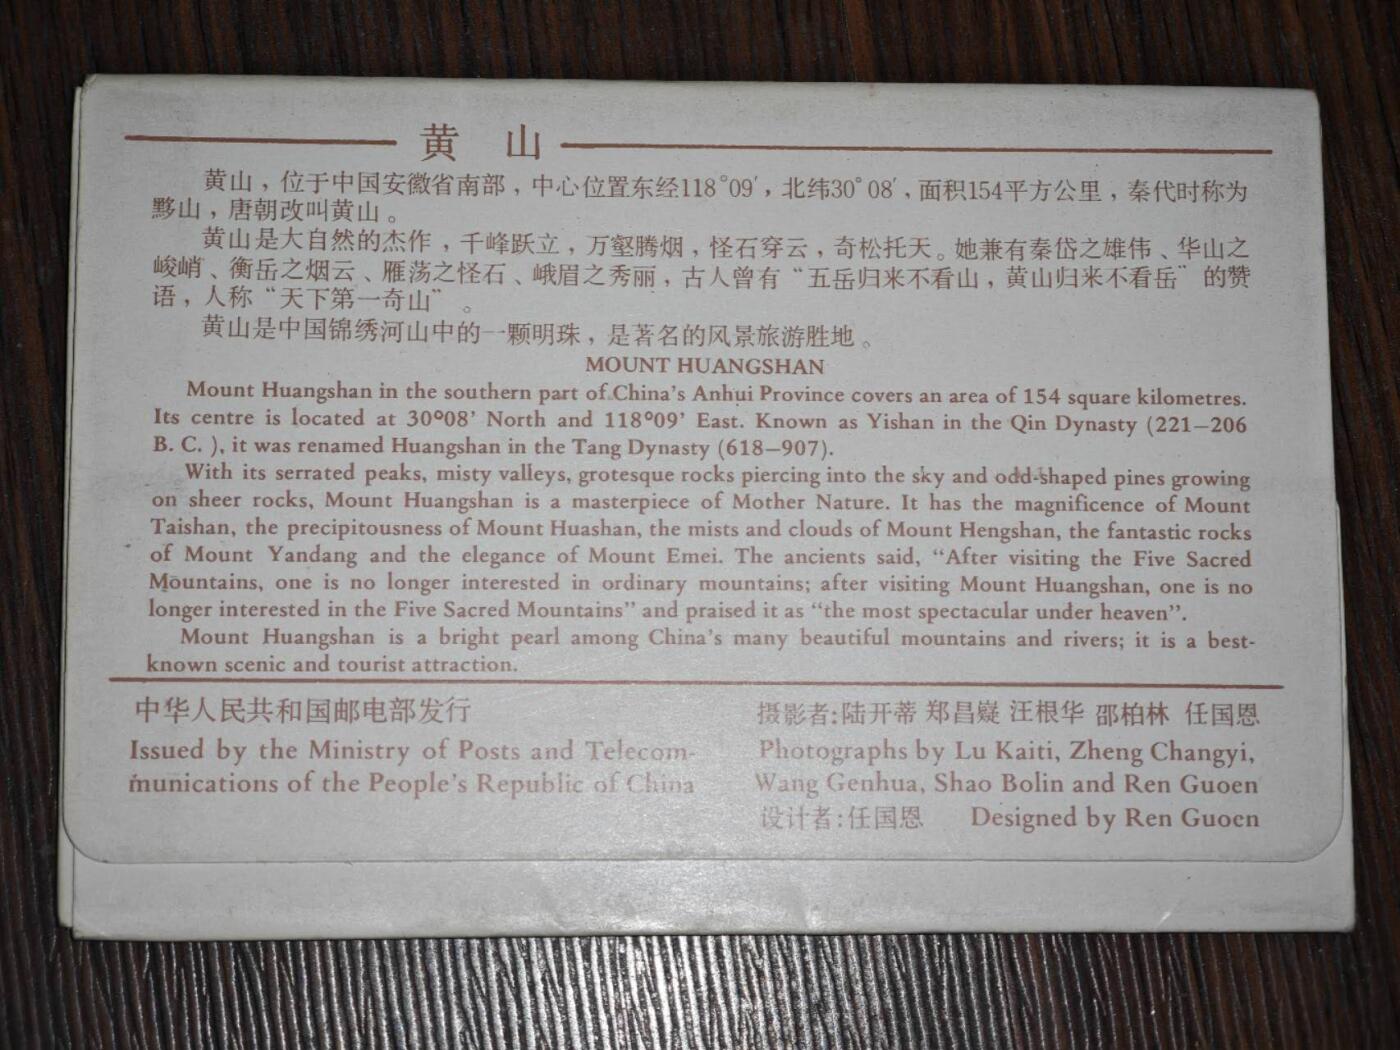 黄 山
黄山，位于中国安徽省南部，中心位置东经118°09′，北纬30°08′，面积154平方公里，秦代时称为
黟山，唐朝改叫黄山。
黄山是大自然的杰作，千峰跃立，万壑腾烟，怪石穿云，奇松托天。她兼有秦岱之雄伟、华山之
峻峭、衡岳之烟云、雁荡之怪石、峨眉之秀丽，古人曾有“五岳归来不看山，黄山归来不看岳”的赞
语，人称“天下第一奇山”。
黄山是中国锦绣河山中的一颗明珠，是著名的风景旅游胜地。
MOUNT HUANGSHAN
Mount Huangshan in the southern part of China's Anhui Province covers an area of 154 square kilometres.
Its centre is located at 30°08' North and 118°09' East. Known as Yishan in the Qin Dynasty (221—206
B. C. ), it was renamed Huangshan in the Tang Dynasty (618—907).
With its serrated peaks, misty valleys, grotesque rocks piercing into the sky and odd-shaped pines growing
on sheer rocks, Mount Huangshan is a masterpiece of Mother Nature. It has the magnificence of Mount
Taishan, the precipitousness of Mount Huashan, the mists and clouds of Mount Hengshan, the fantastic rocks
of Mount Yandang and the elegance of Mount Emei. The ancients said, “After visiting the Five Sacred
Mountains, one is no longer interested in ordinary mountains; after visiting Mount Huangshan, one is no
longer interested in the Five Sacred Mountains” and praised it as “the most spectacular under heaven”.
Mount Huangshan is a bright pearl among China's many beautiful mountains and rivers; it is a best-
known scenic and tourist attraction.
中华人民共和国邮电部发行
Issued by the Ministry of Posts and Telecom-
munications of the People's Republic of China
摄影者:陆开蒂 郑昌嶷 汪根华 邵柏林 任国恩
Photographs by Lu Kaiti, Zheng Changyi,
Wang Genhua, Shao Bolin and Ren Guoen
设计者:任国恩 Designed by Ren Guoen